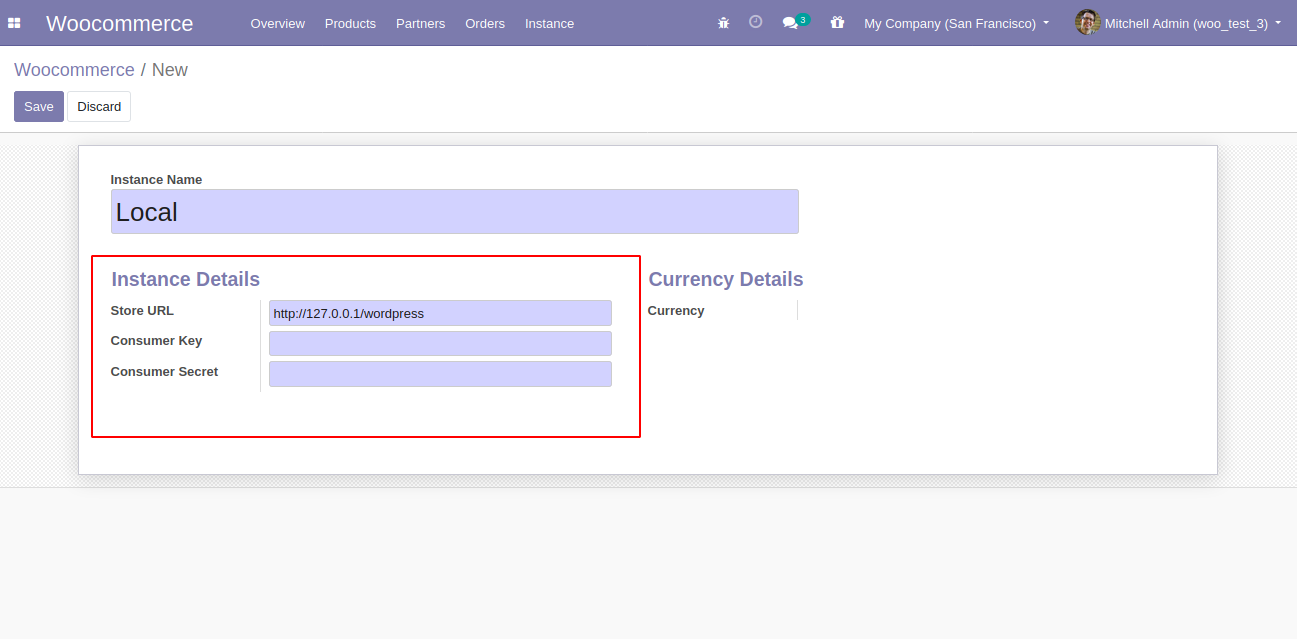 Woocommerce Overview Products Partners Orders Instance 3 My Company (San Francisco) Mitchell Admin (woo_test_3)
Woocommerce / New
Save Discard
Instance Name
Local
Instance Details Currency Details
Store URL http://127.0.0.1/wordpress Currency
Consumer Key
Consumer Secret